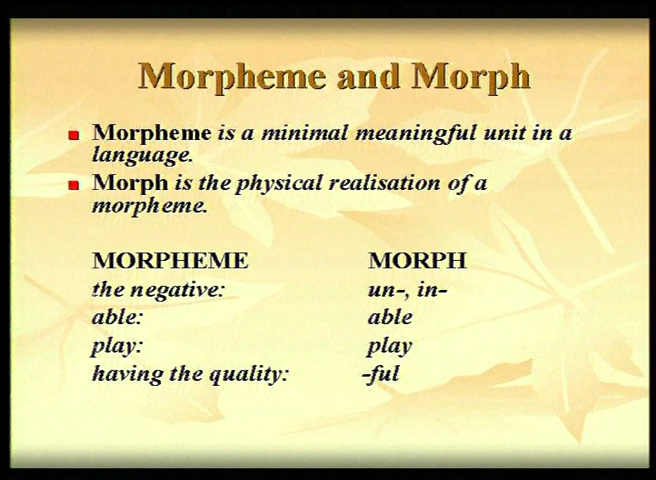 Morpheme and Morph
Morpheme is a minimal meaningful unit in a
language.
Morph is the physical realisation of a
morpheme.
MORPHEME MORPH
the negative: un-, in-
able: able
play: play
having the quality: -ful